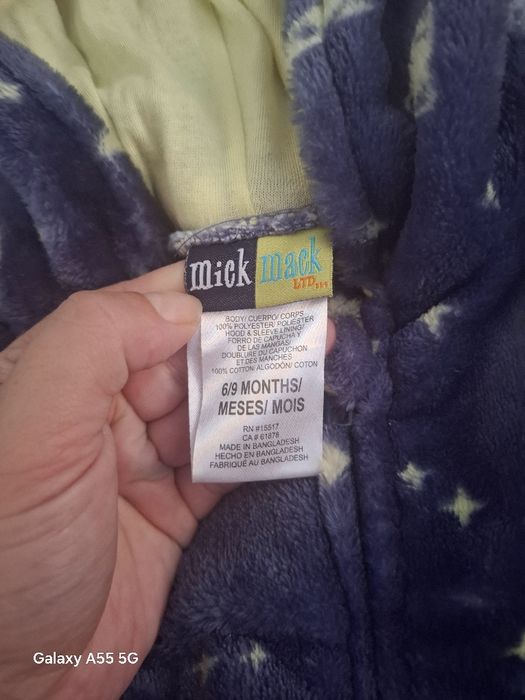 mick mack
LTD...
BODY/ CUERPO/ CORPS
100% POLYESTER/ POLIÉSTER
HOOD & SLEEVE LINING/
FORRO DE CAPUCHA Y
DE LAS MANGAS/
DOUBLURE DU CAPUCHON
ET DES MANCHES
100% COTTON/ ALGODÓN/ COTON
6/9 MONTHS/
MESES/ MOIS
RN #15517
CA # 61878
MADE IN BANGLADESH
HECHO EN BANGLADESH
FABRIQUÉ AU BANGLADESH
Galaxy A55 5G